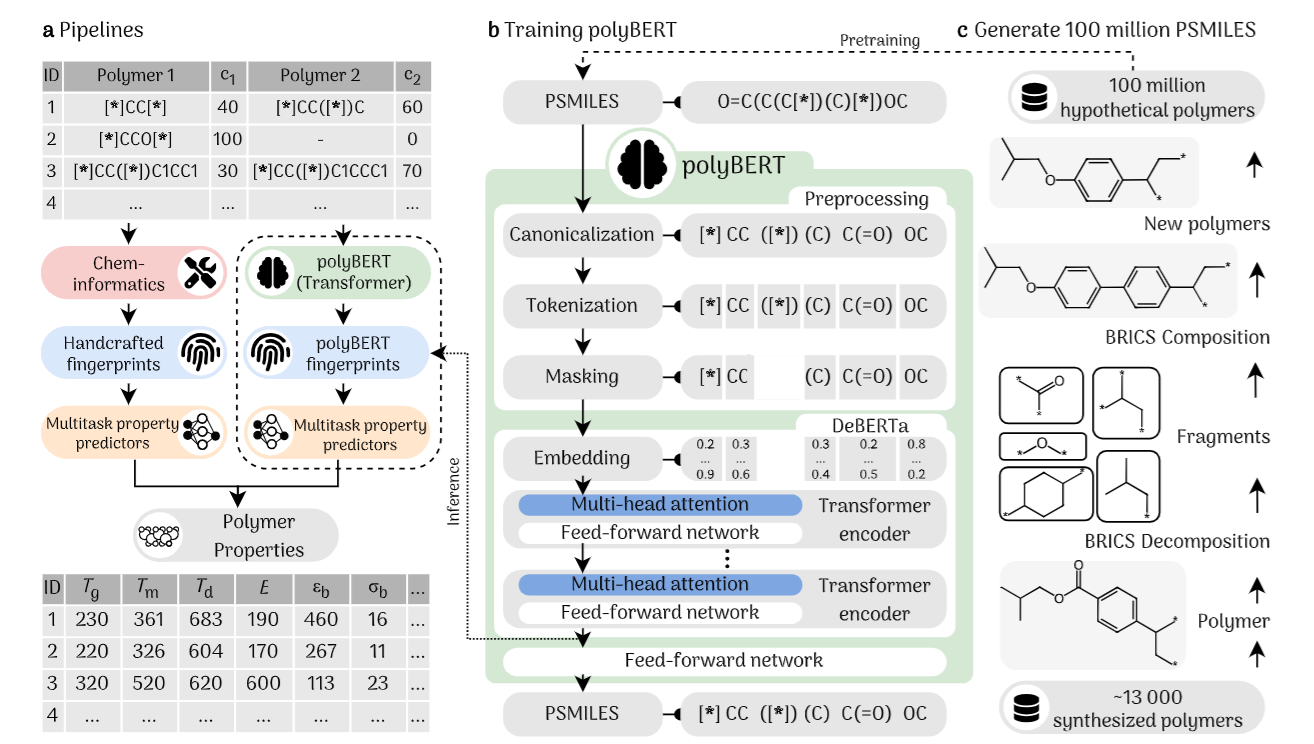 a Pipelines
ID Polymer 1 c1 Polymer 2 c2
1 [*]CC[*] 40 [*]CC([*])C 60
2 [*]CCO[*] 100 - 0
3 [*]CC([*])C1CC1 30 [*]CC([*])C1CCC1 70
4 ... ... ... ...
Chem-
informatics
polyBERT
(Transformer)
Handcrafted
fingerprints
polyBERT
fingerprints
Multitask property
predictors
Multitask property
predictors
Polymer
Properties
ID Tg Tm Td E εb σb ...
1 230 361 683 190 460 16 ...
2 220 326 604 170 267 11 ...
3 320 520 620 600 113 23 ...
4 ... ... ... ... ... ... ...
Inference
b Training polyBERT
Pretraining
PSMILES O=C(C(C[*])(C)[*])OC
polyBERT
Preprocessing
Canonicalization [*] CC ([*]) (C) C(=O) OC
Tokenization [*] CC ([*]) (C) C(=O) OC
Masking [*] CC (C) C(=O) OC
DeBERTa
Embedding
0.2 0.3 0.3 0.2 0.8
... ... ... ... ...
0.9 0.6 0.4 0.5 0.2
Multi-head attention
Feed-forward network
Transformer
encoder
Multi-head attention
Feed-forward network
Transformer
encoder
Feed-forward network
PSMILES [*] CC ([*]) (C) C(=O) OC
c Generate 100 million PSMILES
100 million
hypothetical polymers
O * *
New polymers
O * *
BRICS Composition
* O *
* * *
* O *
* *
*
Fragments
BRICS Decomposition
O O * *
Polymer
~13 000
synthesized polymers